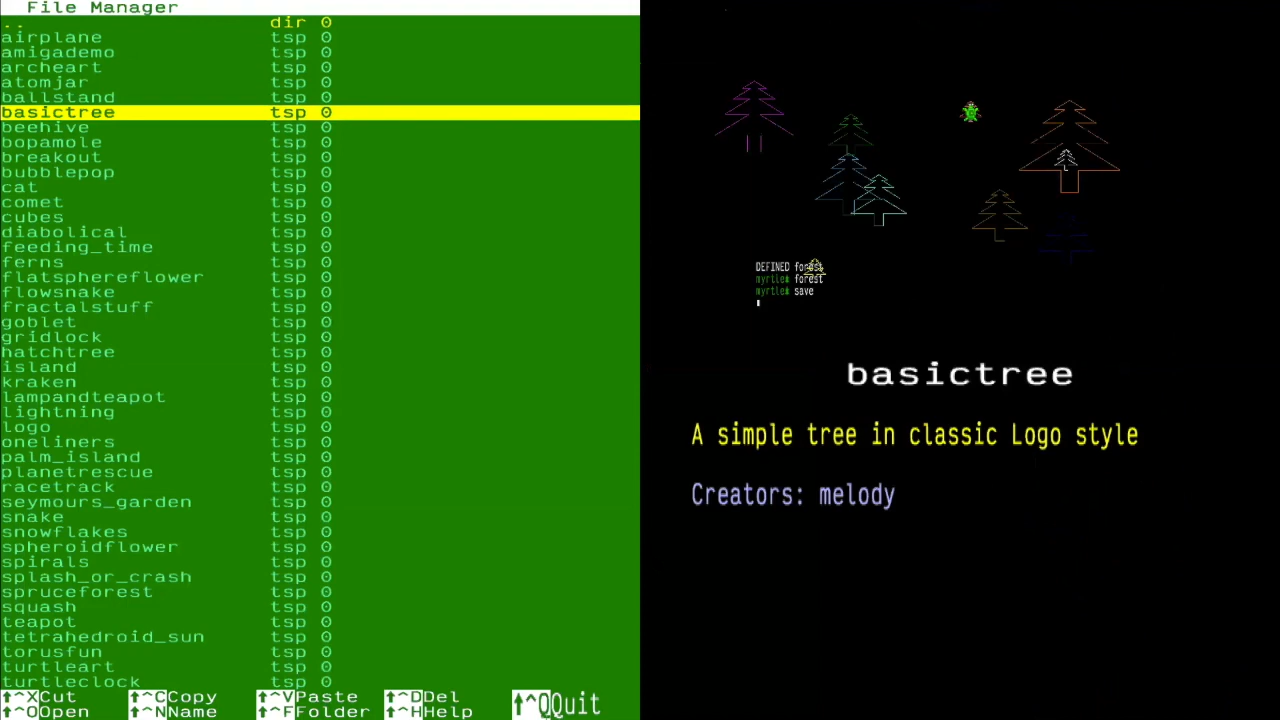 File Manager
.. dir 0
airplane tsp 0
amigademo tsp 0
archeart tsp 0
atomjar tsp 0
ballstand tsp 0
basictree tsp 0
beehive tsp 0
bopamole tsp 0
breakout tsp 0
bubblepop tsp 0
cat tsp 0
comet tsp 0
cubes tsp 0
diabolical tsp 0
feeding_time tsp 0
ferns tsp 0
flatsphereflower tsp 0
flowsnake tsp 0
fractalstuff tsp 0
goblet tsp 0
gridlock tsp 0
hatchtree tsp 0
island tsp 0
kraken tsp 0
lampandteapot tsp 0
lightning tsp 0
logo tsp 0
oneliners tsp 0
palm_island tsp 0
planetrescue tsp 0
racetrack tsp 0
seymours_garden tsp 0
snake tsp 0
snowflakes tsp 0
spheroidflower tsp 0
spirals tsp 0
splash_or_crash tsp 0
spruceforest tsp 0
squash tsp 0
teapot tsp 0
tetrahedroid_sun tsp 0
torusfun tsp 0
turtleart tsp 0
turtleclock tsp 0
⬆^XCut ⬆^CCopy ⬆^VPaste ⬆^DDel ⬆^QQuit
⬆^OOpen ⬆^NName ⬆^FFolder ⬆^HHelp
DEFINED forest
myrtle🐢 forest
myrtle🐢 save
basictree
A simple tree in classic Logo style
Creators: melody